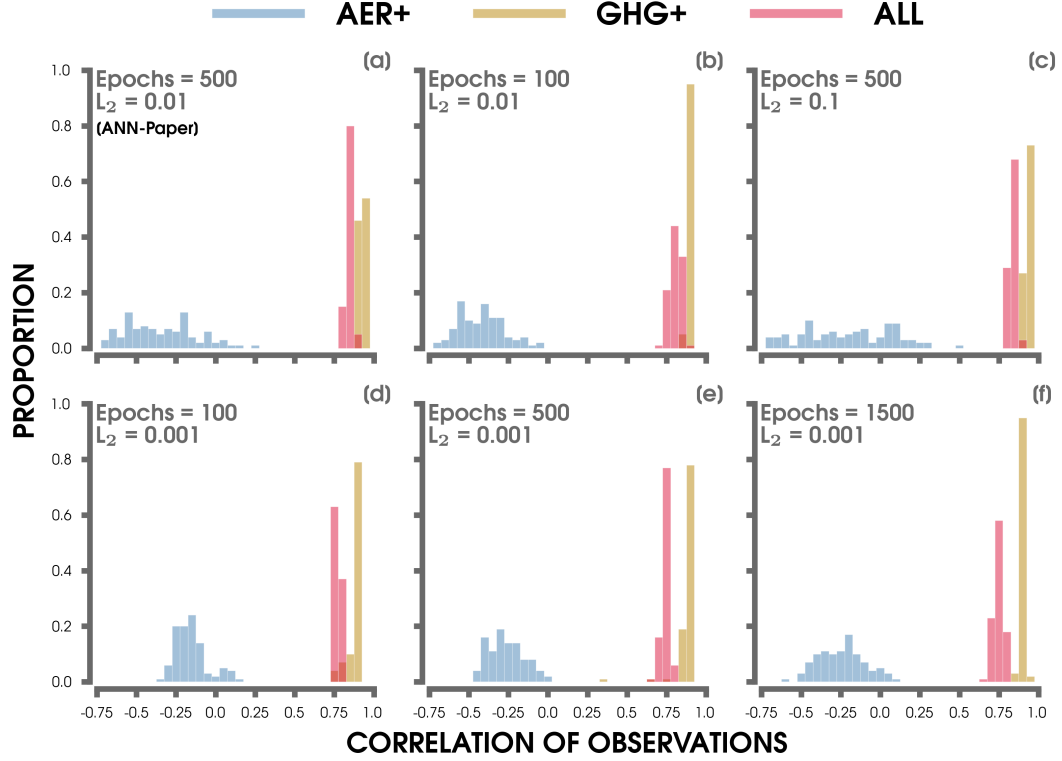 AER+ GHG+ ALL
(a) (b) (c)
Epochs = 500
L₂ = 0.01
(ANN-Paper)
Epochs = 100
L₂ = 0.01
Epochs = 500
L₂ = 0.1
1.0
0.8
0.6
0.4
0.2
0.0
(d) (e) (f)
Epochs = 100
L₂ = 0.001
Epochs = 500
L₂ = 0.001
Epochs = 1500
L₂ = 0.001
1.0
0.8
0.6
0.4
0.2
0.0
-0.75 -0.5 -0.25 0.0 0.25 0.5 0.75 1.0
-0.75 -0.5 -0.25 0.0 0.25 0.5 0.75 1.0
-0.75 -0.5 -0.25 0.0 0.25 0.5 0.75 1.0
PROPORTION
CORRELATION OF OBSERVATIONS